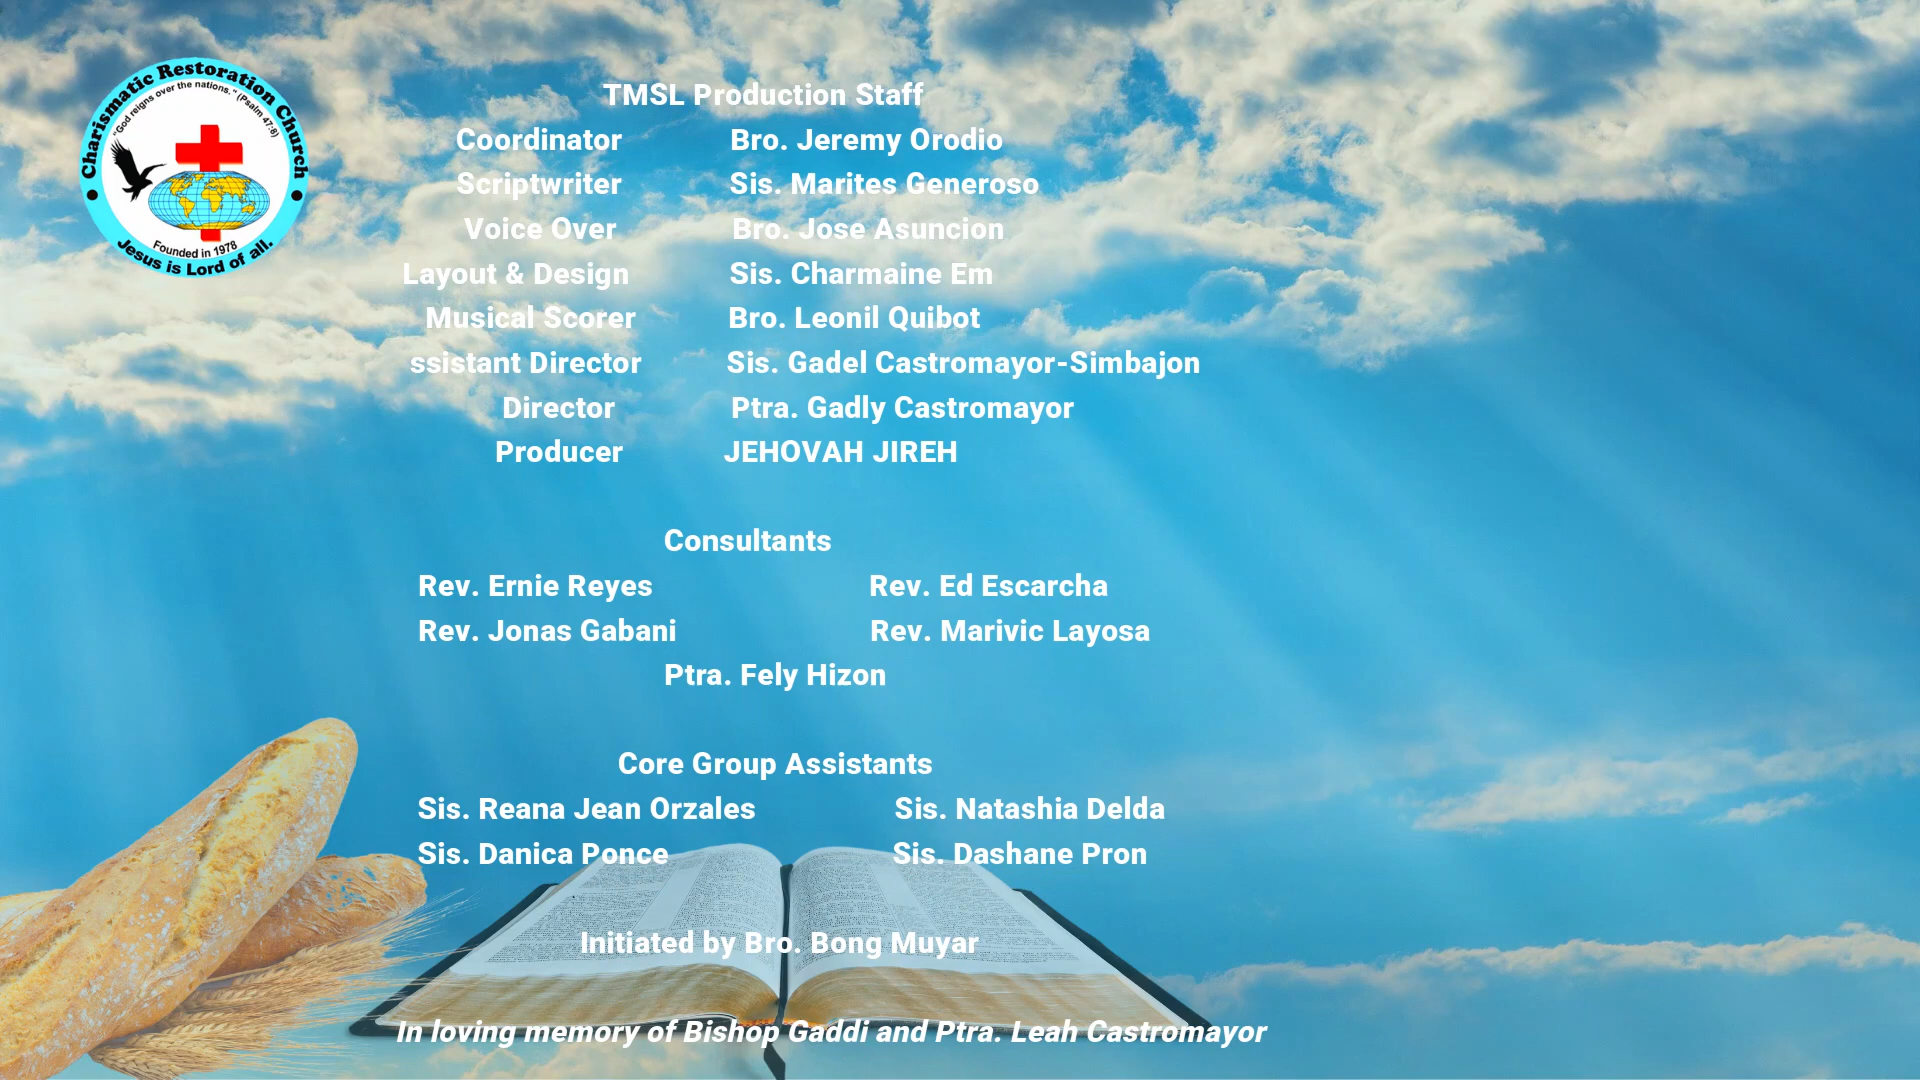 Charismatic Restoration Church
"God reigns over the nations." (Psalm 47:8)
Founded in 1978
Jesus is Lord of all.
TMSL Production Staff
Coordinator Bro. Jeremy Orodio
Scriptwriter Sis. Marites Generoso
Voice Over Bro. Jose Asuncion
Layout & Design Sis. Charmaine Em
Musical Scorer Bro. Leonil Quibot
ssistant Director Sis. Gadel Castromayor-Simbajon
Director Ptra. Gadly Castromayor
Producer JEHOVAH JIREH
Consultants
Rev. Ernie Reyes Rev. Ed Escarcha
Rev. Jonas Gabani Rev. Marivic Layosa
Ptra. Fely Hizon
Core Group Assistants
Sis. Reana Jean Orzales Sis. Natashia Delda
Sis. Danica Ponce Sis. Dashane Pron
Initiated by Bro. Bong Muyar
In loving memory of Bishop Gaddi and Ptra. Leah Castromayor